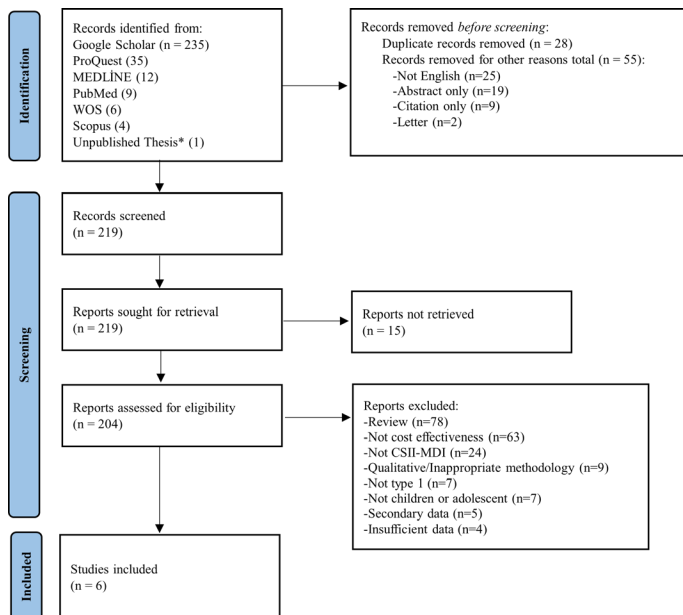 Identification
Records identified from:
Google Scholar (n = 235)
ProQuest (35)
MEDLİNE (12)
PubMed (9)
WOS (6)
Scopus (4)
Unpublished Thesis* (1)
Records removed before screening:
Duplicate records removed (n = 28)
Records removed for other reasons total (n = 55):
-Not English (n=25)
-Abstract only (n=19)
-Citation only (n=9)
-Letter (n=2)
Screening
Records screened
(n = 219)
Reports sought for retrieval
(n = 219)
Reports not retrieved
(n = 15)
Reports assessed for eligibility
(n = 204)
Reports excluded:
-Review (n=78)
-Not cost effectiveness (n=63)
-Not CSII-MDI (n=24)
-Qualitative/Inappropriate methodology (n=9)
-Not type 1 (n=7)
-Not children or adolescent (n=7)
-Secondary data (n=5)
-Insufficient data (n=4)
Included
Studies included
(n = 6)